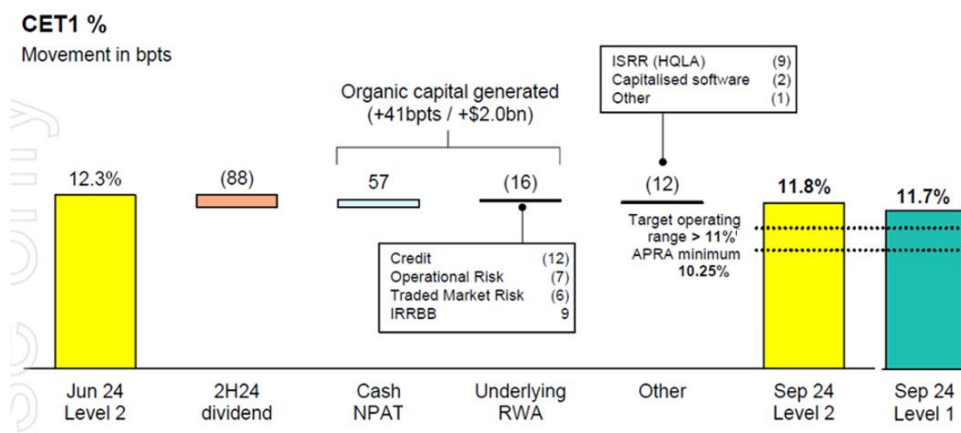 CET1 %
Movement in bpts
Organic capital generated
(+41bpts / +$2.0bn)
ISRR (HQLA) (9)
Capitalised software (2)
Other (1)
12.3%
(88)
57
(16)
(12)
11.8%
11.7%
Target operating
range > 11%¹
APRA minimum
10.25%
Credit (12)
Operational Risk (7)
Traded Market Risk (6)
IRRBB 9
Jun 24
Level 2
2H24
dividend
Cash
NPAT
Underlying
RWA
Other
Sep 24
Level 2
Sep 24
Level 1